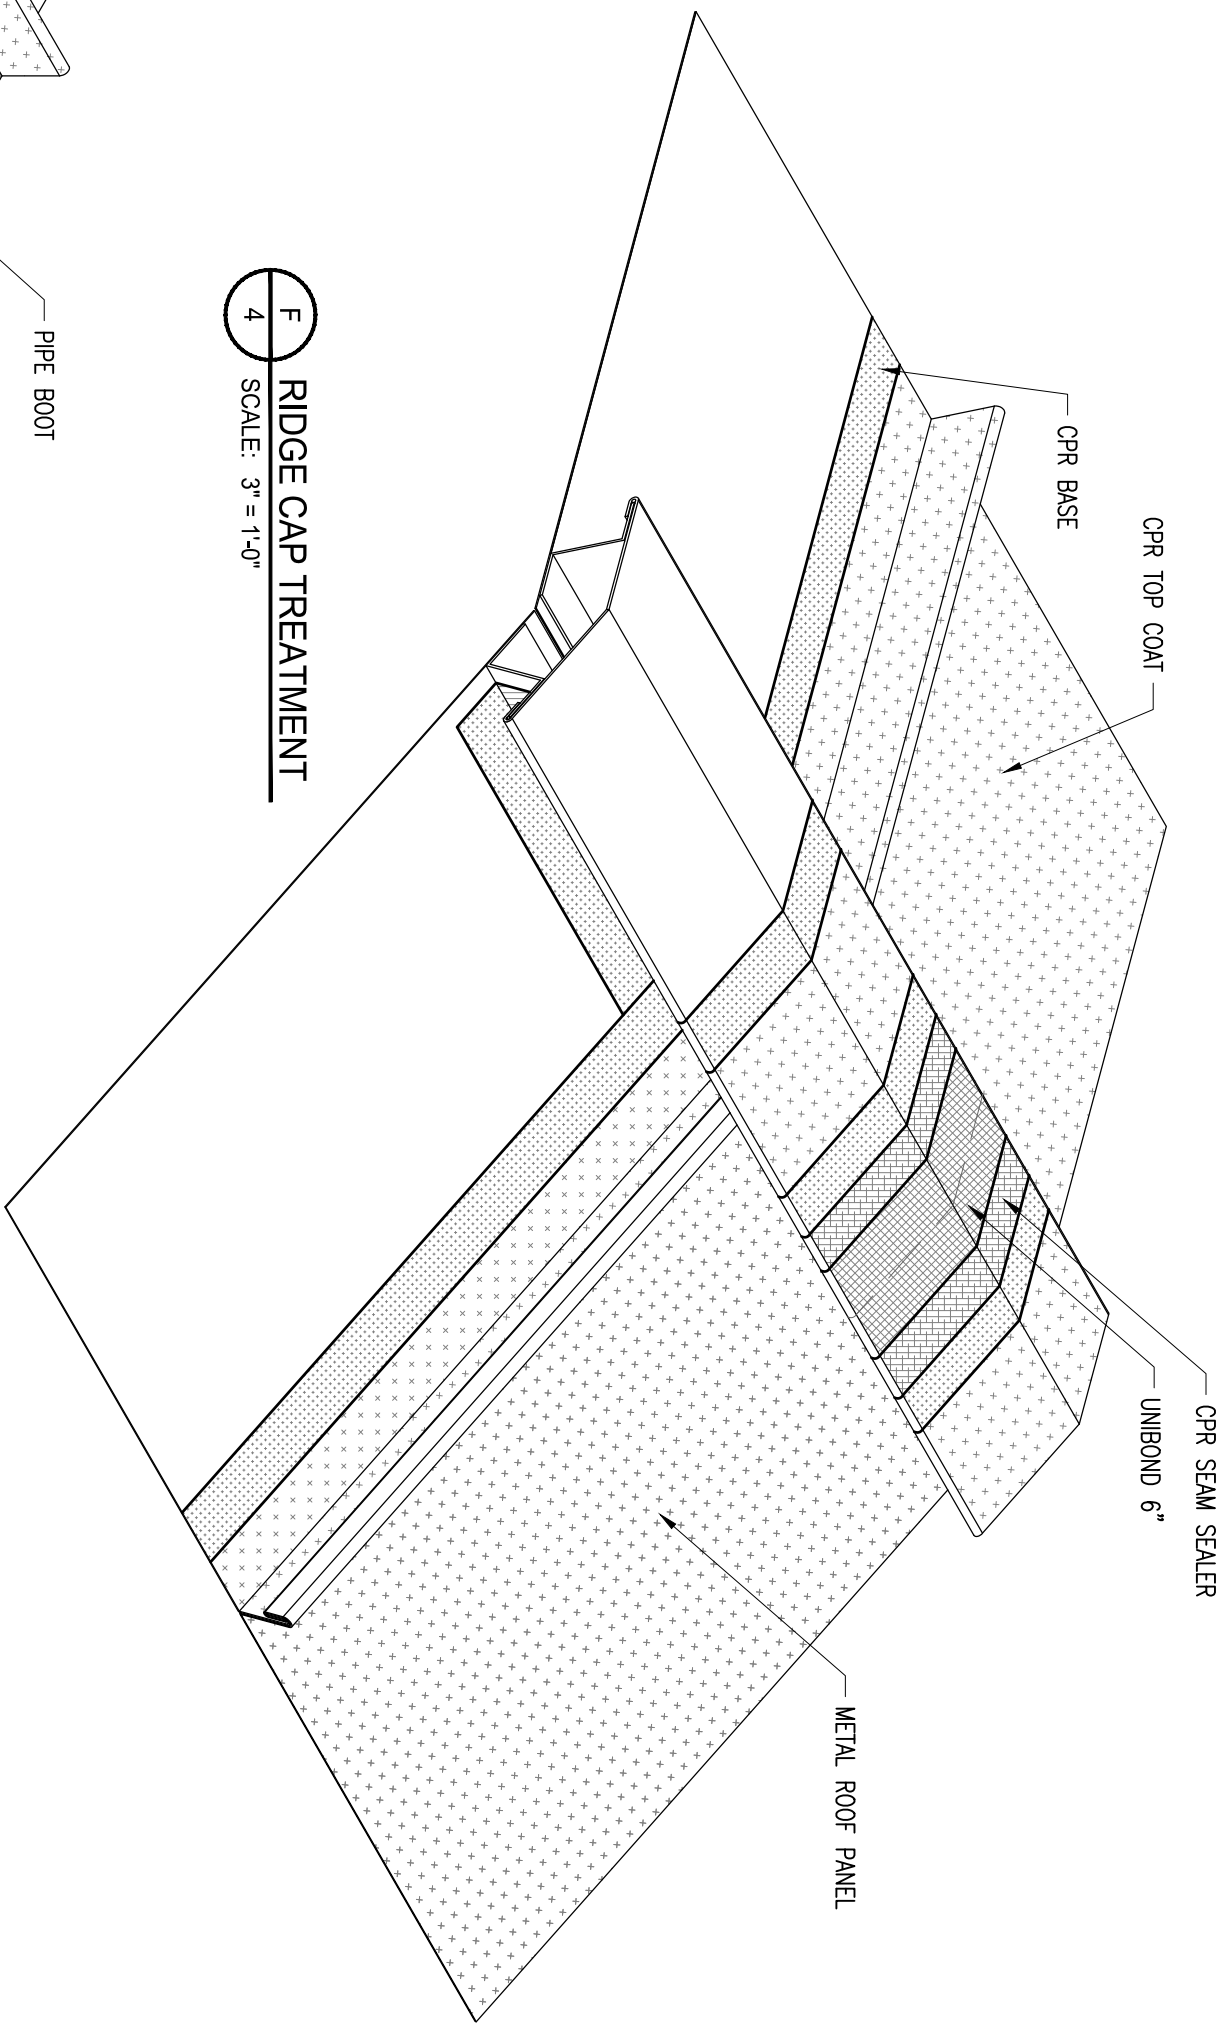 CPR SEAM SEALER
UNIBOND 6"
CPR TOP COAT
CPR BASE
METAL ROOF PANEL
F
4
RIDGE CAP TREATMENT
SCALE: 3" = 1'-0"
PIPE BOOT